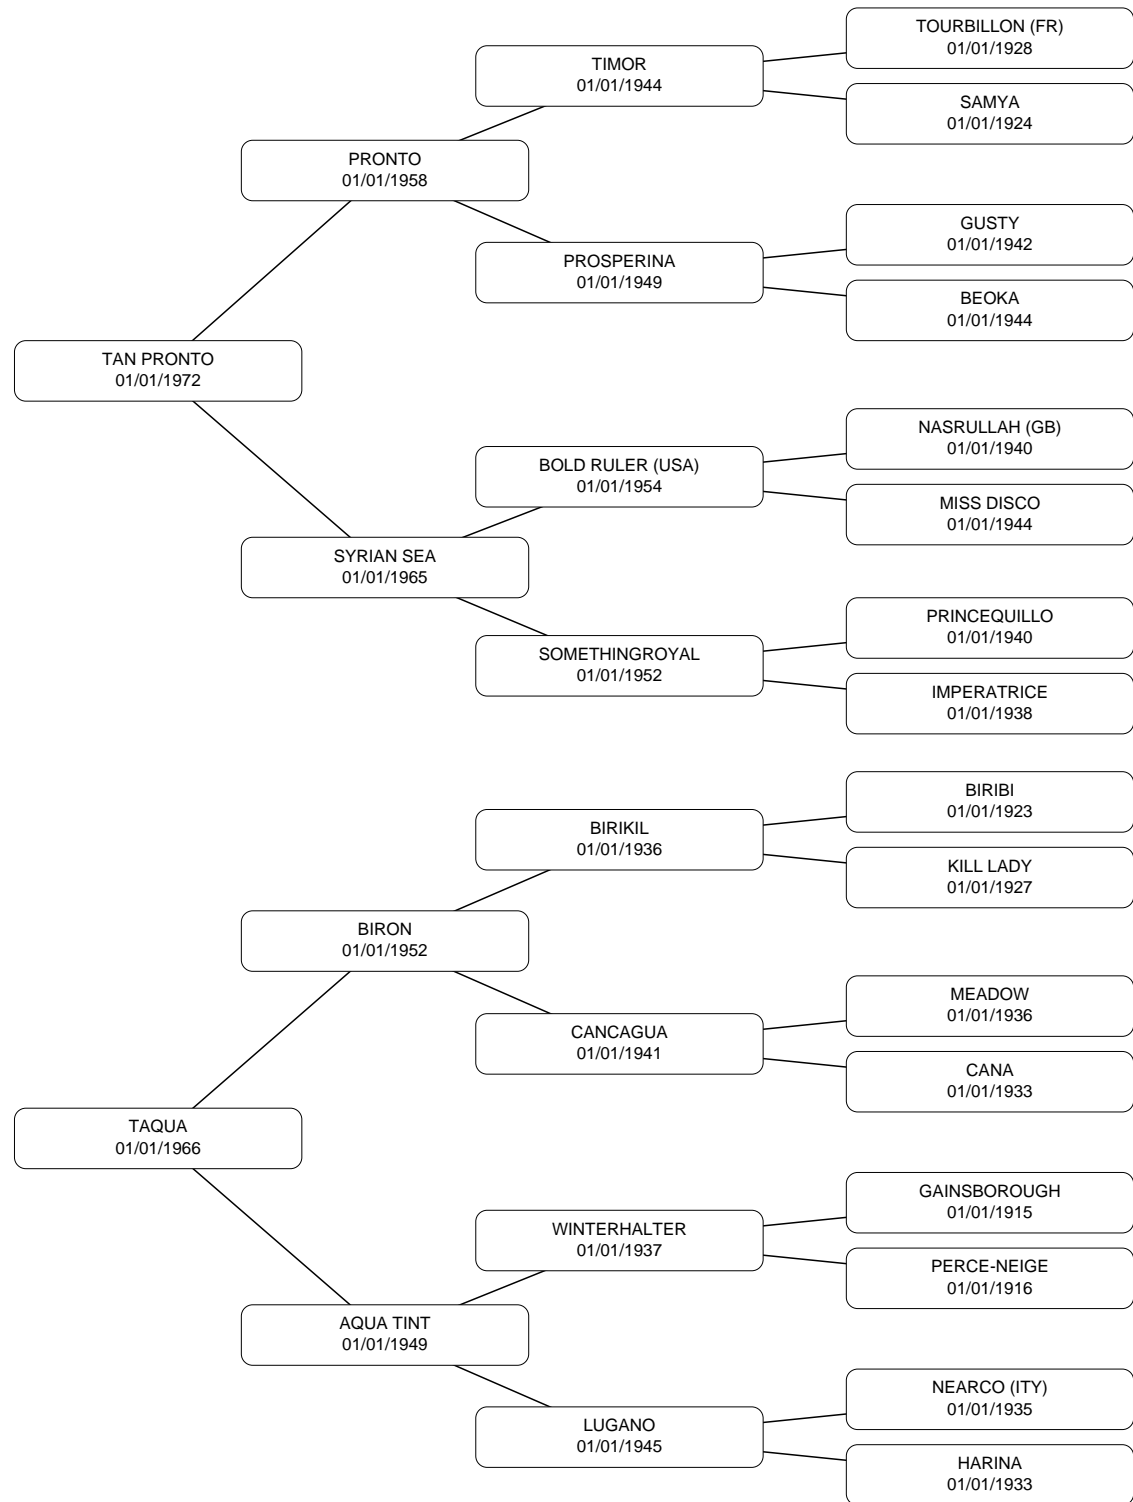 TOURBILLON (FR)
01/01/1928
TIMOR
01/01/1944
SAMYA
01/01/1924
PRONTO
01/01/1958
GUSTY
01/01/1942
PROSPERINA
01/01/1949
BEOKA
01/01/1944
TAN PRONTO
01/01/1972
NASRULLAH (GB)
01/01/1940
BOLD RULER (USA)
01/01/1954
MISS DISCO
01/01/1944
SYRIAN SEA
01/01/1965
PRINCEQUILLO
01/01/1940
SOMETHINGROYAL
01/01/1952
IMPERATRICE
01/01/1938
BIRIBI
01/01/1923
BIRIKIL
01/01/1936
KILL LADY
01/01/1927
BIRON
01/01/1952
MEADOW
01/01/1936
CANCAGUA
01/01/1941
CANA
01/01/1933
TAQUA
01/01/1966
GAINSBOROUGH
01/01/1915
WINTERHALTER
01/01/1937
PERCE-NEIGE
01/01/1916
AQUA TINT
01/01/1949
NEARCO (ITY)
01/01/1935
LUGANO
01/01/1945
HARINA
01/01/1933